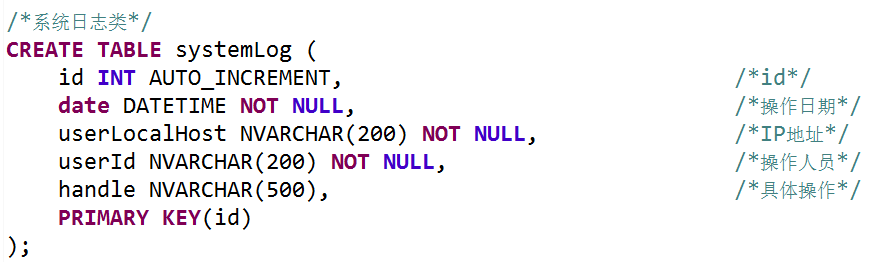 /*系统日志类*/
CREATE TABLE systemLog (
id INT AUTO_INCREMENT, /*id*/
date DATETIME NOT NULL, /*操作日期*/
userLocalHost NVARCHAR(200) NOT NULL, /*IP地址*/
userId NVARCHAR(200) NOT NULL, /*操作人员*/
handle NVARCHAR(500), /*具体操作*/
PRIMARY KEY(id)
);